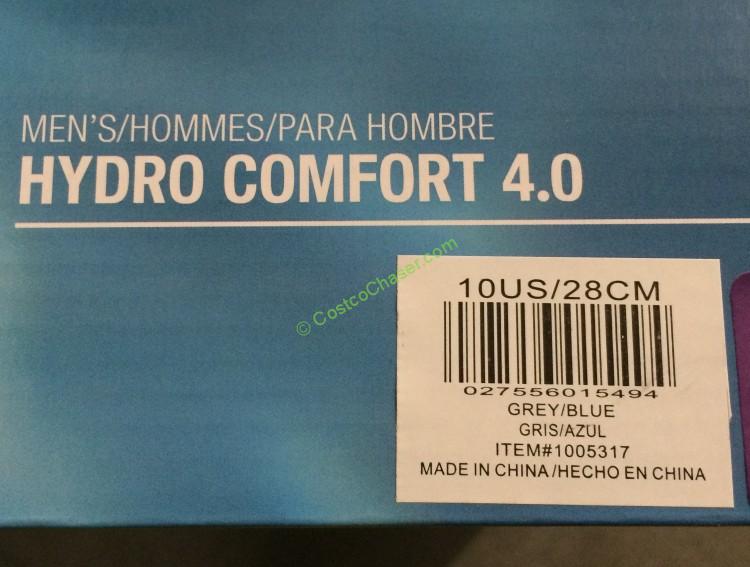 MEN'S/HOMMES/PARA HOMBRE
HYDRO COMFORT 4.0
© CostcoChaser.com
10US/28CM
027556015494
GREY/BLUE
GRIS/AZUL
ITEM#1005317
MADE IN CHINA/HECHO EN CHINA